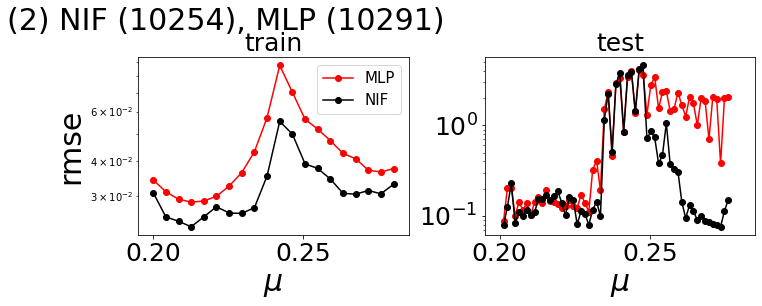 (2) NIF (10254), MLP (10291)
train
test
rmse
6 × 10⁻²
4 × 10⁻²
3 × 10⁻²
MLP
NIF
10⁰
10⁻¹
0.20 0.25
0.20 0.25
μ
μ